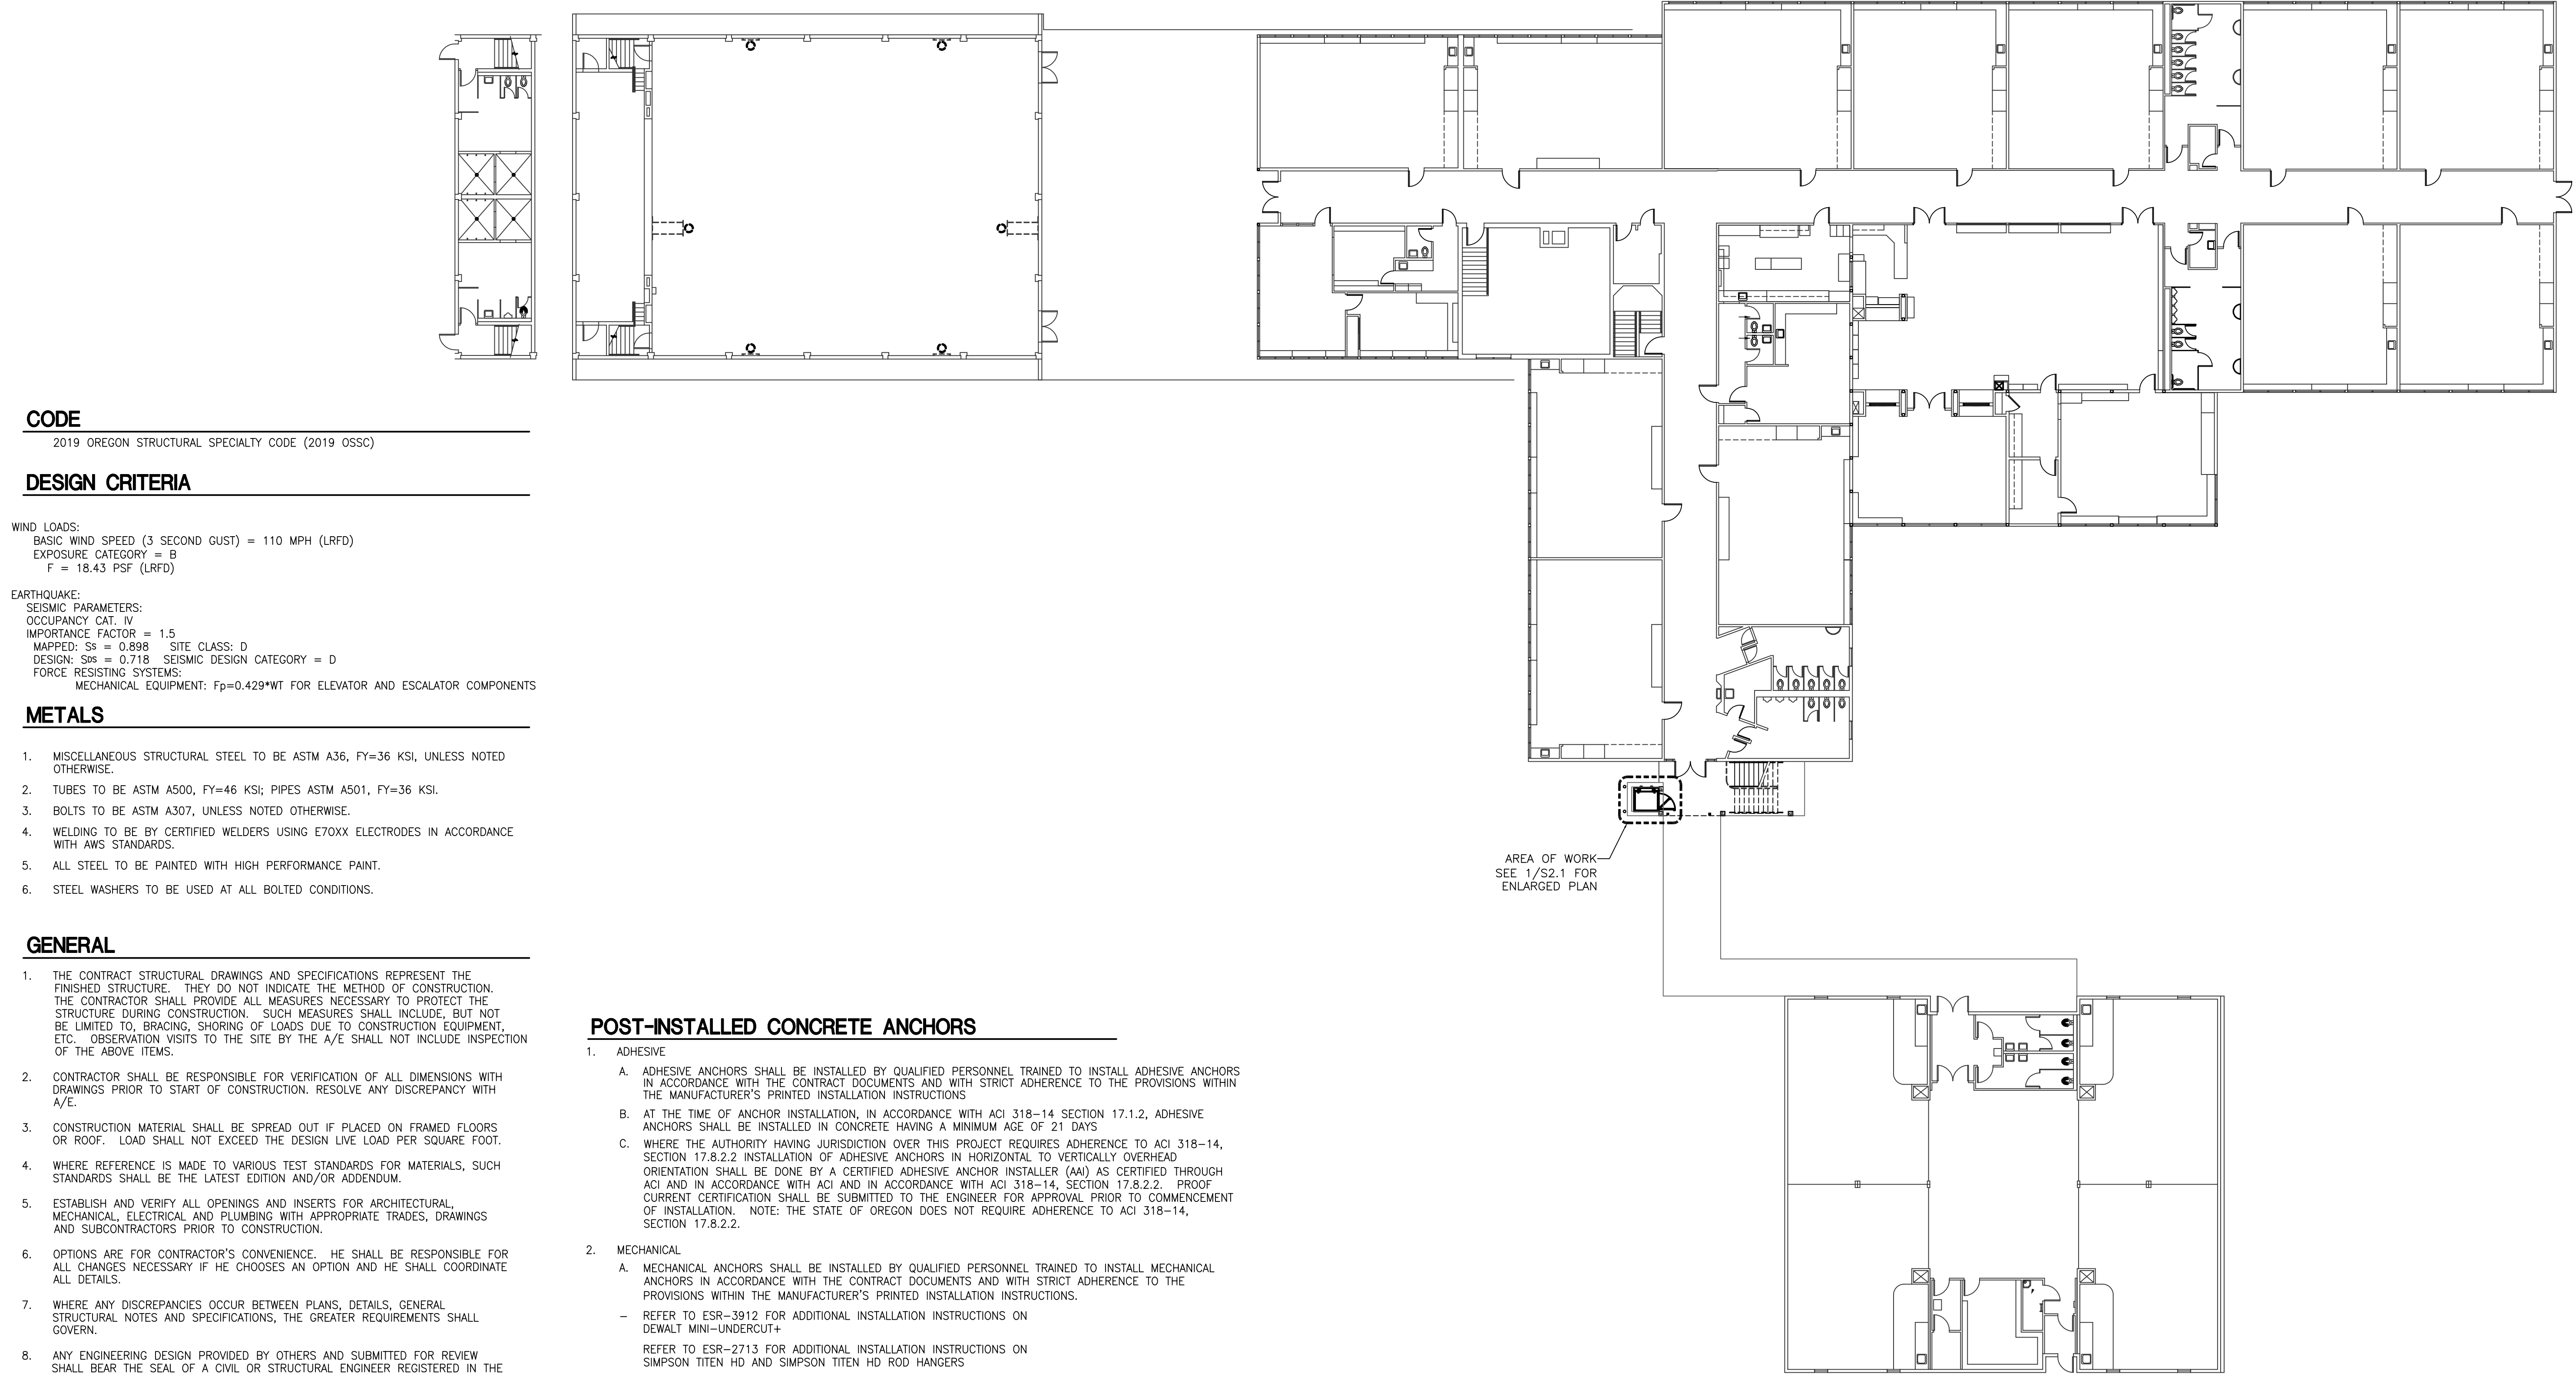 CODE
2019 OREGON STRUCTURAL SPECIALTY CODE (2019 OSSC)
DESIGN CRITERIA
WIND LOADS:
BASIC WIND SPEED (3 SECOND GUST) = 110 MPH (LRFD)
EXPOSURE CATEGORY = B
F = 18.43 PSF (LRFD)
EARTHQUAKE:
SEISMIC PARAMETERS:
OCCUPANCY CAT. IV
IMPORTANCE FACTOR = 1.5
MAPPED: Ss = 0.898 SITE CLASS: D
DESIGN: SDS = 0.718 SEISMIC DESIGN CATEGORY = D
FORCE RESISTING SYSTEMS:
MECHANICAL EQUIPMENT: Fp=0.429*WT FOR ELEVATOR AND ESCALATOR COMPONENTS
METALS
1. MISCELLANEOUS STRUCTURAL STEEL TO BE ASTM A36, FY=36 KSI, UNLESS NOTED
OTHERWISE.
2. TUBES TO BE ASTM A500, FY=46 KSI; PIPES ASTM A501, FY=36 KSI.
3. BOLTS TO BE ASTM A307, UNLESS NOTED OTHERWISE.
4. WELDING TO BE BY CERTIFIED WELDERS USING E70XX ELECTRODES IN ACCORDANCE
WITH AWS STANDARDS.
5. ALL STEEL TO BE PAINTED WITH HIGH PERFORMANCE PAINT.
6. STEEL WASHERS TO BE USED AT ALL BOLTED CONDITIONS.
GENERAL
1. THE CONTRACT STRUCTURAL DRAWINGS AND SPECIFICATIONS REPRESENT THE
FINISHED STRUCTURE. THEY DO NOT INDICATE THE METHOD OF CONSTRUCTION.
THE CONTRACTOR SHALL PROVIDE ALL MEASURES NECESSARY TO PROTECT THE
STRUCTURE DURING CONSTRUCTION. SUCH MEASURES SHALL INCLUDE, BUT NOT
BE LIMITED TO, BRACING, SHORING OF LOADS DUE TO CONSTRUCTION EQUIPMENT,
ETC. OBSERVATION VISITS TO THE SITE BY THE A/E SHALL NOT INCLUDE INSPECTION
OF THE ABOVE ITEMS.
2. CONTRACTOR SHALL BE RESPONSIBLE FOR VERIFICATION OF ALL DIMENSIONS WITH
DRAWINGS PRIOR TO START OF CONSTRUCTION. RESOLVE ANY DISCREPANCY WITH
A/E.
3. CONSTRUCTION MATERIAL SHALL BE SPREAD OUT IF PLACED ON FRAMED FLOORS
OR ROOF. LOAD SHALL NOT EXCEED THE DESIGN LIVE LOAD PER SQUARE FOOT.
4. WHERE REFERENCE IS MADE TO VARIOUS TEST STANDARDS FOR MATERIALS, SUCH
STANDARDS SHALL BE THE LATEST EDITION AND/OR ADDENDUM.
5. ESTABLISH AND VERIFY ALL OPENINGS AND INSERTS FOR ARCHITECTURAL,
MECHANICAL, ELECTRICAL AND PLUMBING WITH APPROPRIATE TRADES, DRAWINGS
AND SUBCONTRACTORS PRIOR TO CONSTRUCTION.
6. OPTIONS ARE FOR CONTRACTOR'S CONVENIENCE. HE SHALL BE RESPONSIBLE FOR
ALL CHANGES NECESSARY IF HE CHOOSES AN OPTION AND HE SHALL COORDINATE
ALL DETAILS.
7. WHERE ANY DISCREPANCIES OCCUR BETWEEN PLANS, DETAILS, GENERAL
STRUCTURAL NOTES AND SPECIFICATIONS, THE GREATER REQUIREMENTS SHALL
GOVERN.
8. ANY ENGINEERING DESIGN PROVIDED BY OTHERS AND SUBMITTED FOR REVIEW
SHALL BEAR THE SEAL OF A CIVIL OR STRUCTURAL ENGINEER REGISTERED IN THE
POST-INSTALLED CONCRETE ANCHORS
1. ADHESIVE
A. ADHESIVE ANCHORS SHALL BE INSTALLED BY QUALIFIED PERSONNEL TRAINED TO INSTALL ADHESIVE ANCHORS
IN ACCORDANCE WITH THE CONTRACT DOCUMENTS AND WITH STRICT ADHERENCE TO THE PROVISIONS WITHIN
THE MANUFACTURER'S PRINTED INSTALLATION INSTRUCTIONS
B. AT THE TIME OF ANCHOR INSTALLATION, IN ACCORDANCE WITH ACI 318-14 SECTION 17.1.2, ADHESIVE
ANCHORS SHALL BE INSTALLED IN CONCRETE HAVING A MINIMUM AGE OF 21 DAYS
C. WHERE THE AUTHORITY HAVING JURISDICTION OVER THIS PROJECT REQUIRES ADHERENCE TO ACI 318-14,
SECTION 17.8.2.2 INSTALLATION OF ADHESIVE ANCHORS IN HORIZONTAL TO VERTICALLY OVERHEAD
ORIENTATION SHALL BE DONE BY A CERTIFIED ADHESIVE ANCHOR INSTALLER (AAI) AS CERTIFIED THROUGH
ACI AND IN ACCORDANCE WITH ACI AND IN ACCORDANCE WITH ACI 318-14, SECTION 17.8.2.2. PROOF
CURRENT CERTIFICATION SHALL BE SUBMITTED TO THE ENGINEER FOR APPROVAL PRIOR TO COMMENCEMENT
OF INSTALLATION. NOTE: THE STATE OF OREGON DOES NOT REQUIRE ADHERENCE TO ACI 318-14,
SECTION 17.8.2.2.
2. MECHANICAL
A. MECHANICAL ANCHORS SHALL BE INSTALLED BY QUALIFIED PERSONNEL TRAINED TO INSTALL MECHANICAL
ANCHORS IN ACCORDANCE WITH THE CONTRACT DOCUMENTS AND WITH STRICT ADHERENCE TO THE
PROVISIONS WITHIN THE MANUFACTURER'S PRINTED INSTALLATION INSTRUCTIONS.
– REFER TO ESR-3912 FOR ADDITIONAL INSTALLATION INSTRUCTIONS ON
DEWALT MINI-UNDERCUT+
REFER TO ESR-2713 FOR ADDITIONAL INSTALLATION INSTRUCTIONS ON
SIMPSON TITEN HD AND SIMPSON TITEN HD ROD HANGERS
AREA OF WORK
SEE 1/S2.1 FOR
ENLARGED PLAN